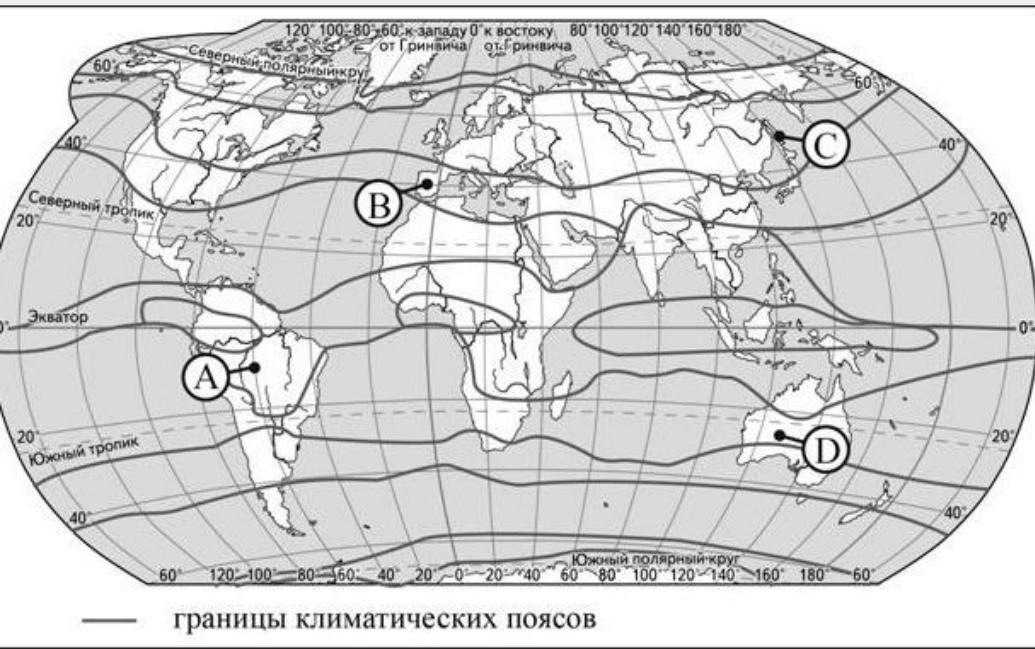 120° 100° 80° 60° к западу 0° к востоку 80° 100° 120° 140° 160° 180°
от Гринвича от Гринвича
Северный полярный круг
60° 60°
C
40° 40°
B
Северный тропик
20° 20°
Экватор
0° 0°
A
D
20° 20°
Южный тропик
40° 40°
Южный полярный круг
60° 120° 100° 80° 60° 40° 20° 0° 20° 40° 60° 80° 100° 120° 140° 160° 180° 60°
границы климатических поясов